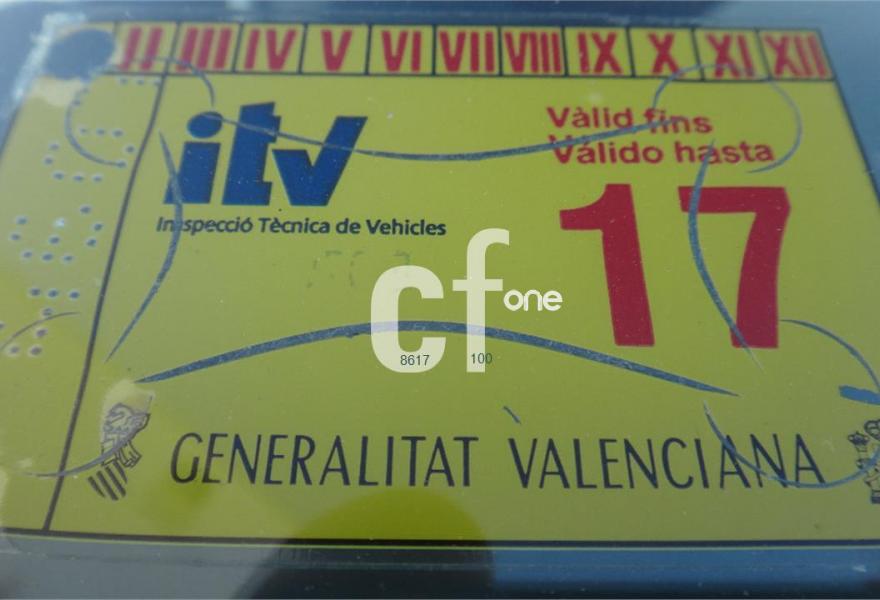 II III IV V VI VII VIII IX X XI XII
itv
Inspecció Tècnica de Vehicles
Vàlid fins
Válido hasta
17
cf one
8617 100
GENERALITAT VALENCIANA